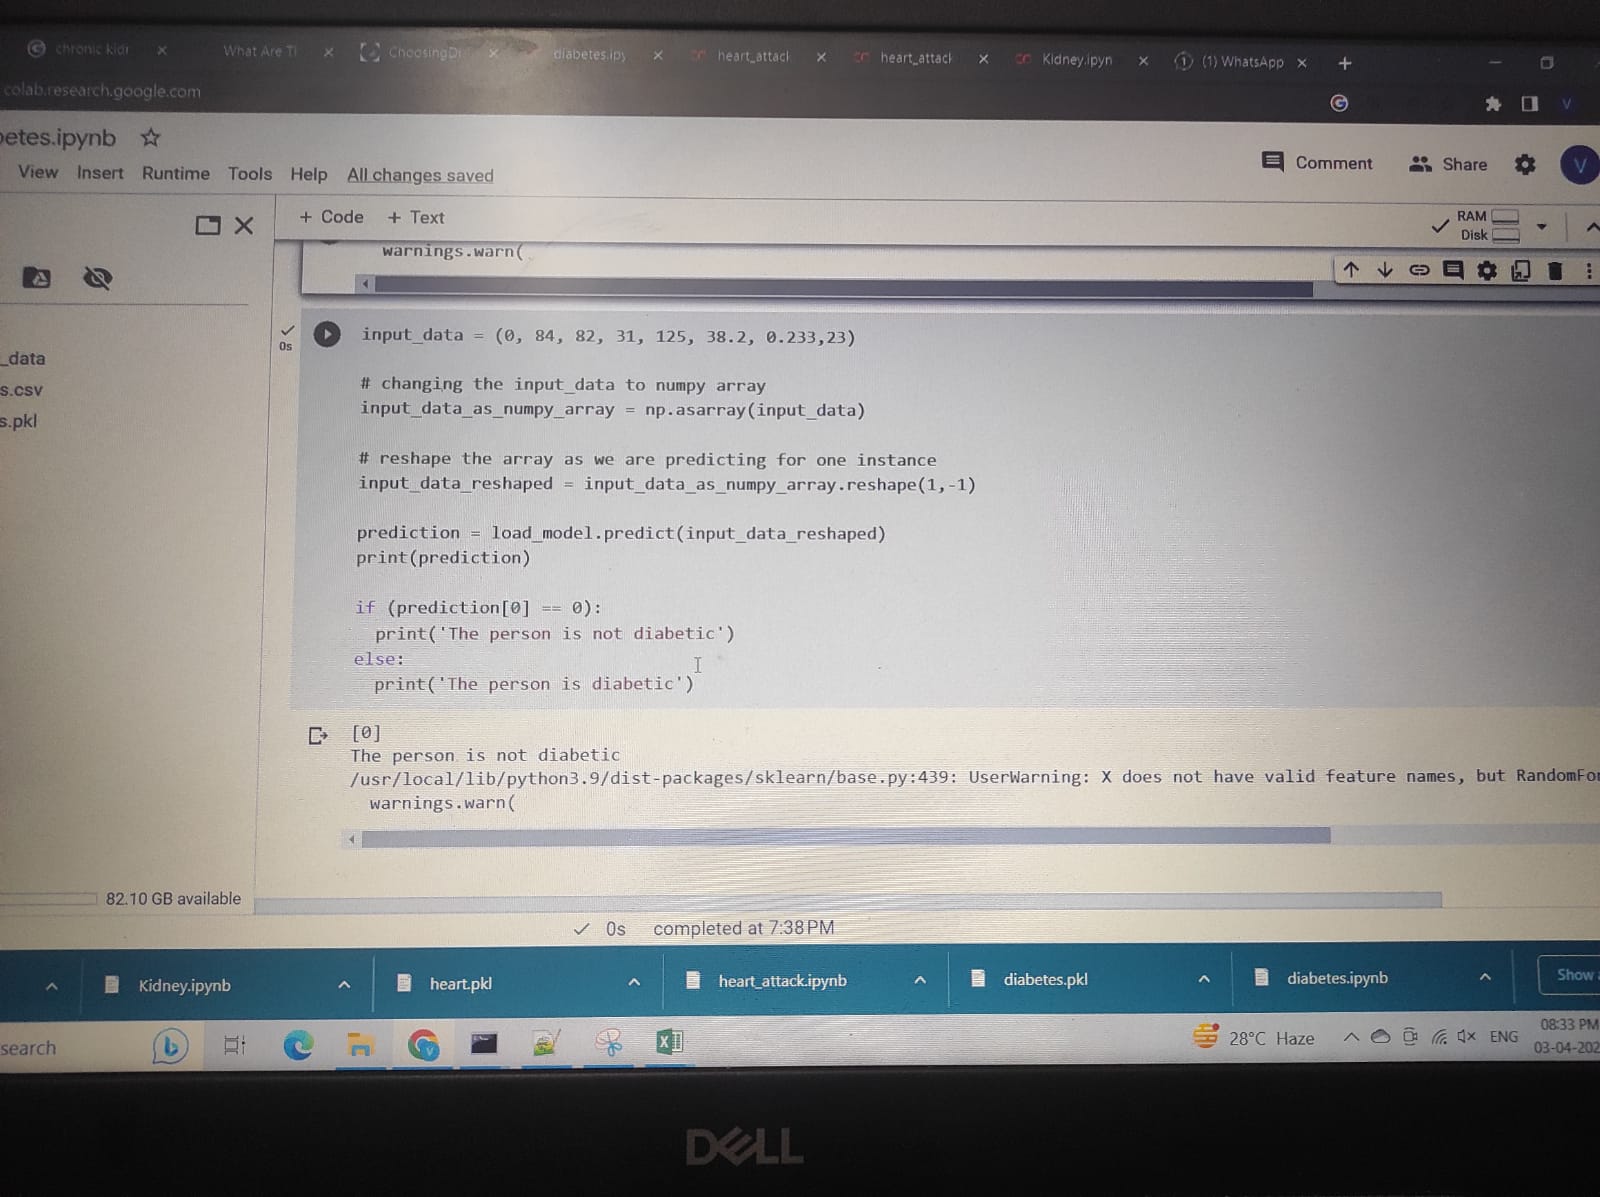 chronic kidr
What Are T
ChoosingD
diabetes.ipy
heart_attack
heart_attack
Kidney.ipyn
(1) WhatsApp
colab.research.google.com
betes.ipynb
View Insert Runtime Tools Help All changes saved
Comment
Share
V
+ Code + Text
RAM
Disk
warnings.warn(
_data
s.csv
s.pkl
0s
input_data = (0, 84, 82, 31, 125, 38.2, 0.233,23)
# changing the input_data to numpy array
input_data_as_numpy_array = np.asarray(input_data)
# reshape the array as we are predicting for one instance
input_data_reshaped = input_data_as_numpy_array.reshape(1,-1)
prediction = load_model.predict(input_data_reshaped)
print(prediction)
if (prediction[0] == 0):
print('The person is not diabetic')
else:
print('The person is diabetic')
[0]
The person is not diabetic
/usr/local/lib/python3.9/dist-packages/sklearn/base.py:439: UserWarning: X does not have valid feature names, but RandomFor
warnings.warn(
82.10 GB available
0s completed at 7:38 PM
Kidney.ipynb
heart.pkl
heart_attack.ipynb
diabetes.pkl
diabetes.ipynb
Show
search
28°C Haze
ENG
08:33 PM
03-04-202
DELL